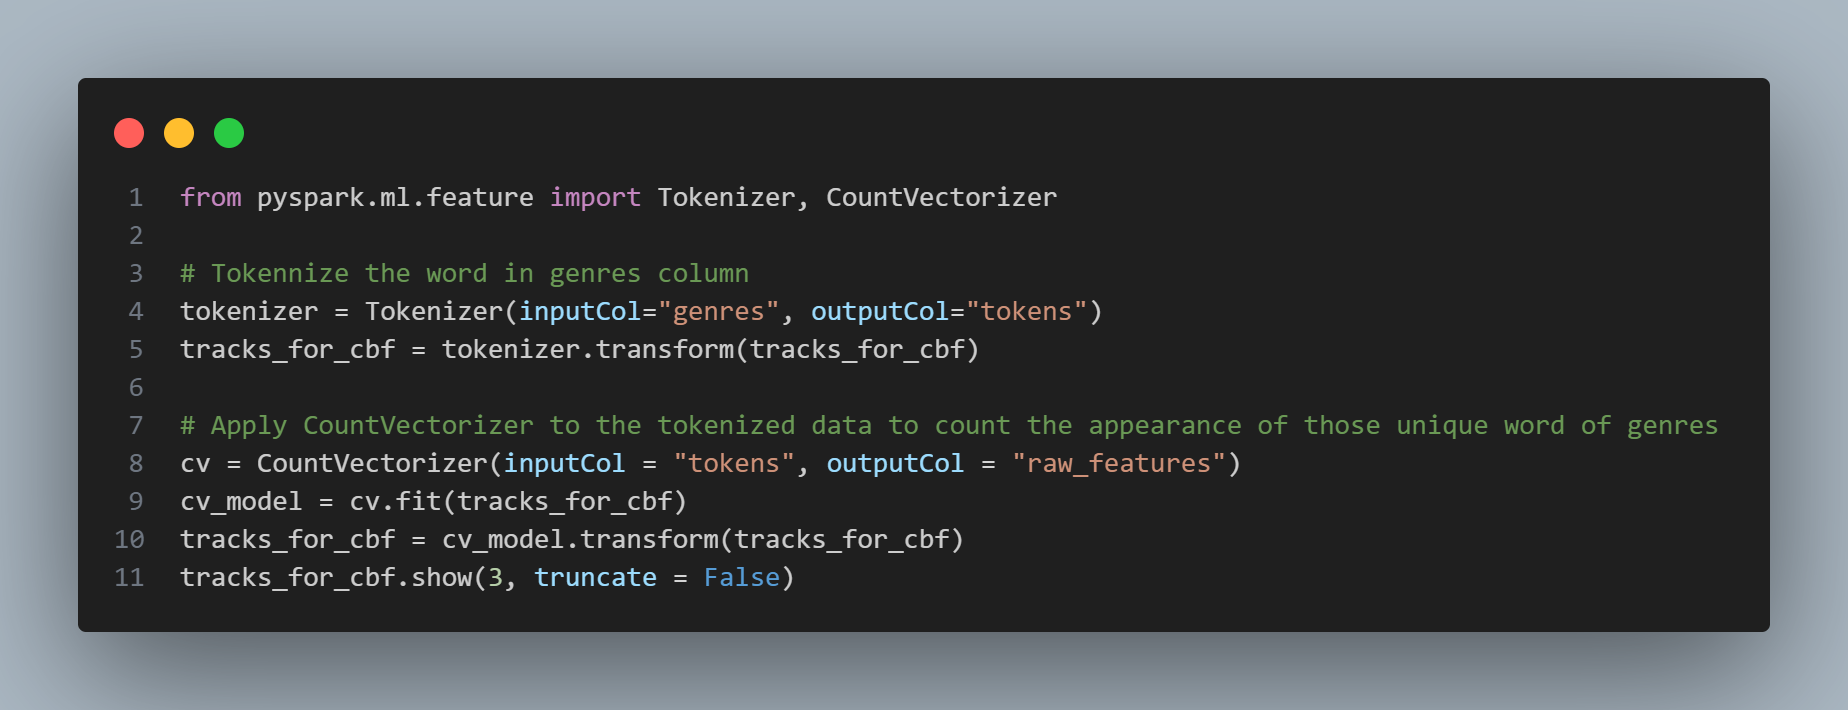 1 from pyspark.ml.feature import Tokenizer, CountVectorizer
2
3 # Tokennize the word in genres column
4 tokenizer = Tokenizer(inputCol="genres", outputCol="tokens")
5 tracks_for_cbf = tokenizer.transform(tracks_for_cbf)
6
7 # Apply CountVectorizer to the tokenized data to count the appearance of those unique word of genres
8 cv = CountVectorizer(inputCol = "tokens", outputCol = "raw_features")
9 cv_model = cv.fit(tracks_for_cbf)
10 tracks_for_cbf = cv_model.transform(tracks_for_cbf)
11 tracks_for_cbf.show(3, truncate = False)